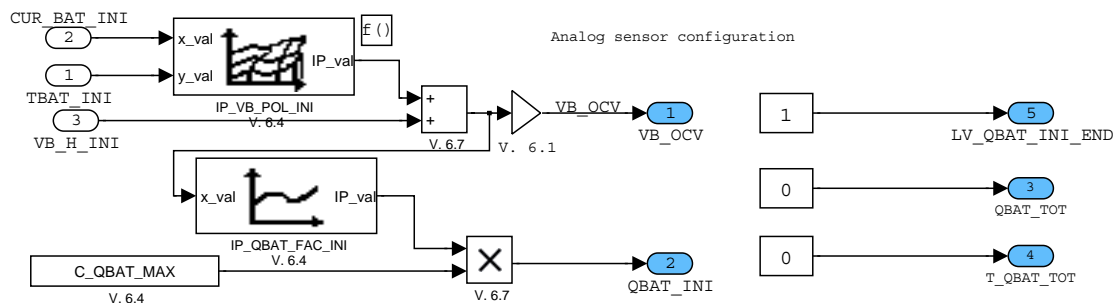 CUR_BAT_INI
2
x_val
IP_val
f()
Analog sensor configuration
1
y_val
TBAT_INI
IP_VB_POL_INI
V. 6.4
3
VB_H_INI
+
+
V. 6.7
V. 6.1
VB_OCV
1
VB_OCV
1
5
LV_QBAT_INI_END
x_val
IP_val
IP_QBAT_FAC_INI
V. 6.4
0
3
QBAT_TOT
C_QBAT_MAX
V. 6.4
V. 6.7
2
QBAT_INI
0
4
T_QBAT_TOT